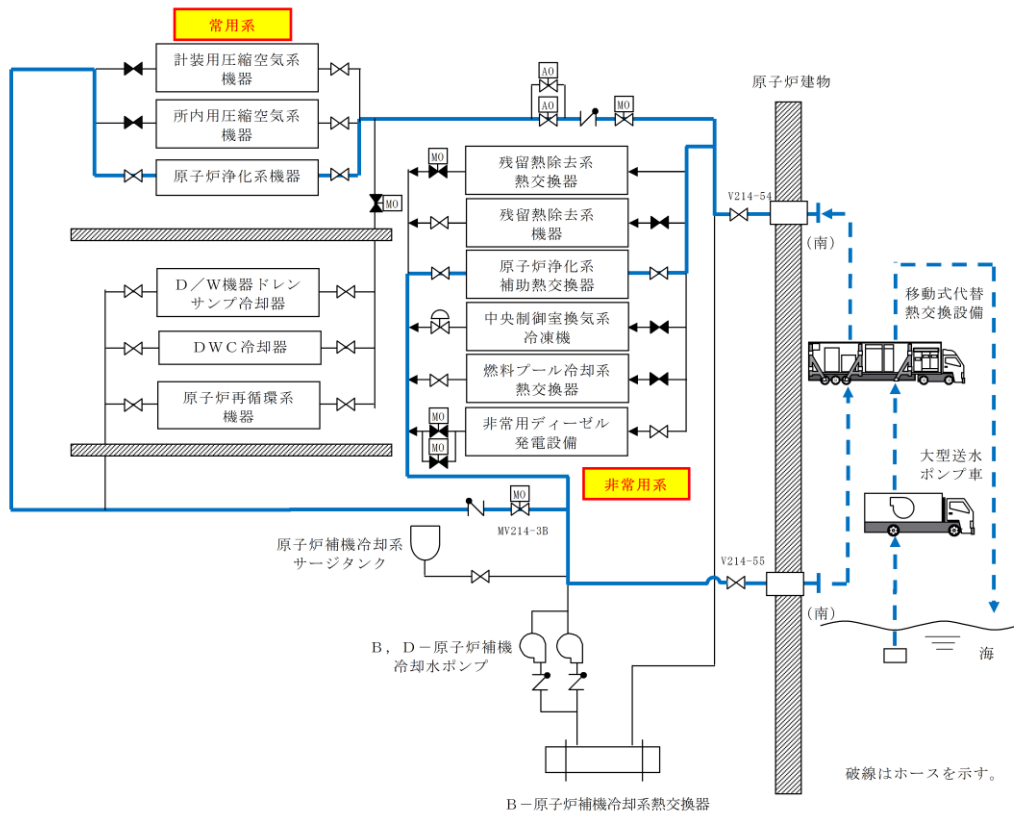 常用系
計装用圧縮空気系
機器
所内用圧縮空気系
機器
原子炉浄化系機器
MO
D/W機器ドレン
サンプ冷却器
DWC冷却器
原子炉再循環系
機器
AO
AO
MO
原子炉建物
MO
残留熱除去系
熱交換器
残留熱除去系
機器
原子炉浄化系
補助熱交換器
中央制御室換気系
冷凍機
燃料プール冷却系
熱交換器
MO
MO
非常用ディーゼル
発電設備
非常用系
V214-54
(南)
移動式代替
熱交換設備
大型送水
ポンプ車
MO
MV214-3B
原子炉補機冷却系
サージタンク
V214-55
(南)
海
B,D-原子炉補機
冷却水ポンプ
B-原子炉補機冷却系熱交換器
破線はホースを示す。